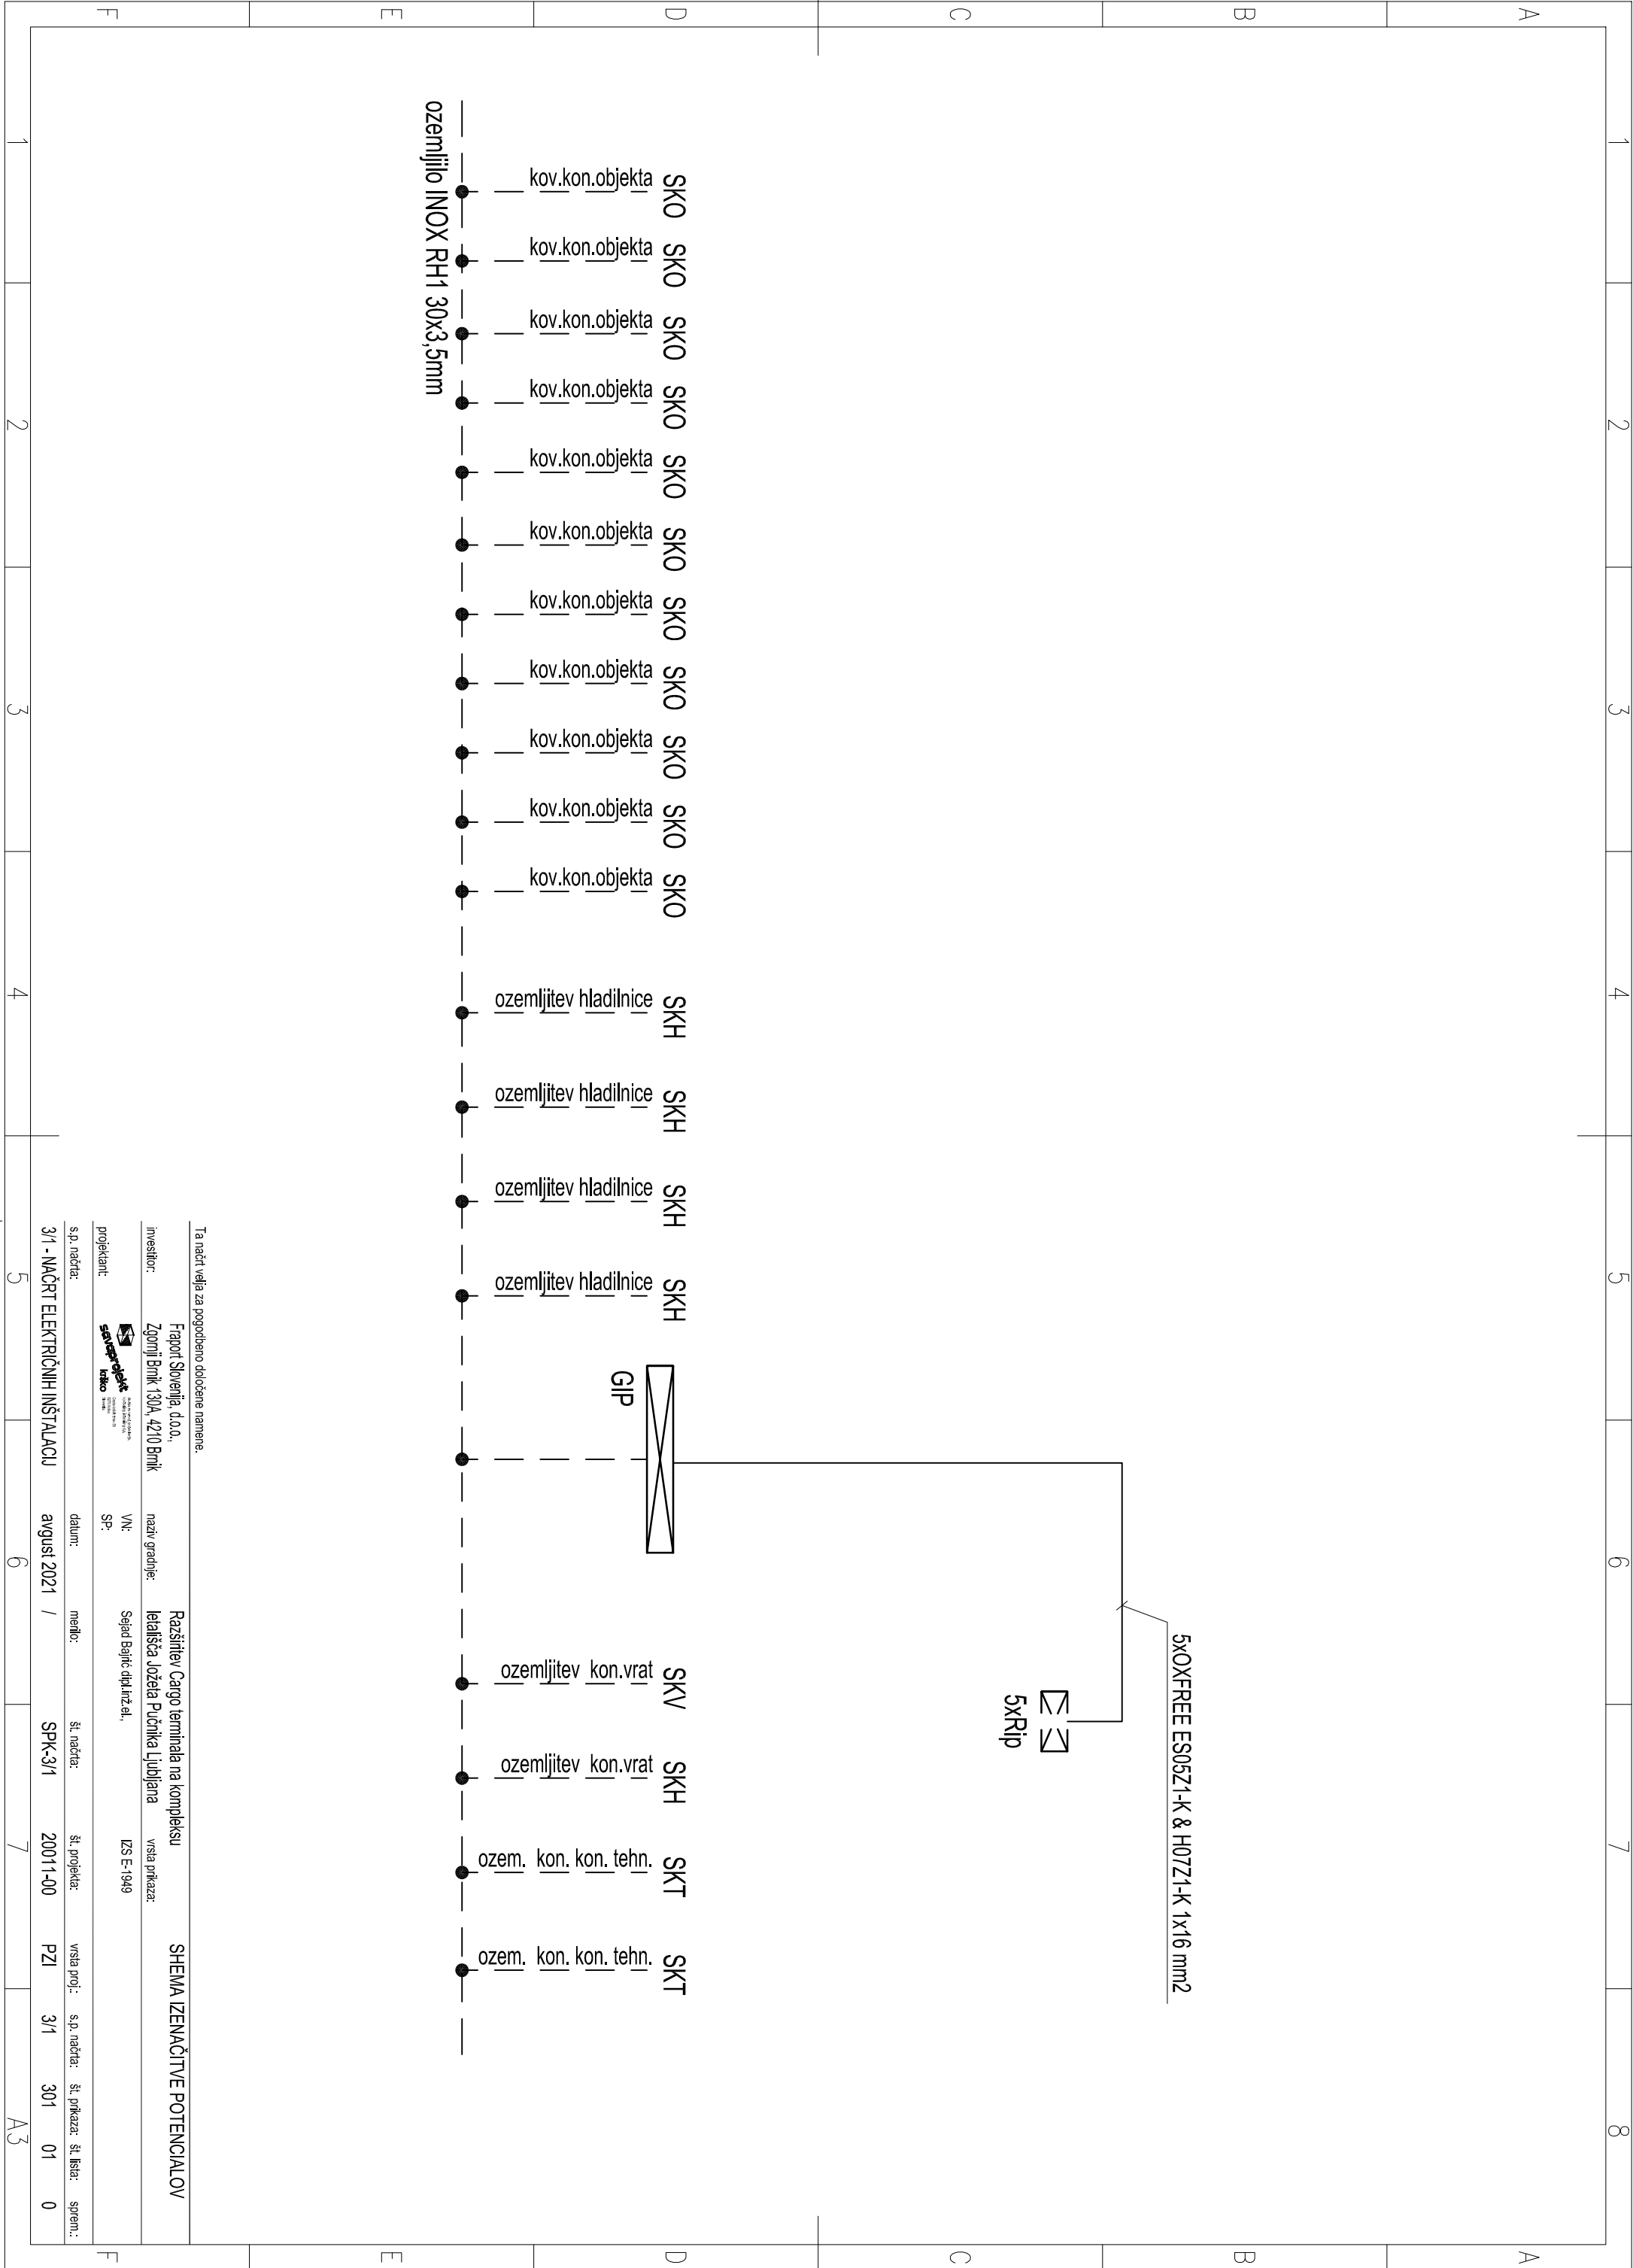 1 2 3 4 5 6 7 8
A
B
C
D
E
F
5xOXFREE ES05Z1-K & H07Z1-K 1x16 mm2
5xRip
SKO
kov.kon.objekta
SKO
kov.kon.objekta
SKO
kov.kon.objekta
SKO
kov.kon.objekta
SKO
kov.kon.objekta
SKO
kov.kon.objekta
SKO
kov.kon.objekta
SKO
kov.kon.objekta
SKO
kov.kon.objekta
SKO
kov.kon.objekta
SKO
kov.kon.objekta
SKH
ozemljitev hladilnice
SKH
ozemljitev hladilnice
SKH
ozemljitev hladilnice
SKH
ozemljitev hladilnice
GIP
SKV
ozemljitev kon.vrat
SKH
ozemljitev kon.vrat
SKT
ozem. kon. kon. tehn.
SKT
ozem. kon. kon. tehn.
ozemljilo INOX RH1 30x3,5mm
Ta načrt velja za pogodbeno določene namene.
investitor:
Fraport Slovenija, d.o.o.,
Zgornji Brnik 130A, 4210 Brnik
naziv gradnje:
Razširitev Cargo terminala na kompleksu
letališča Jožeta Pučnika Ljubljana
vrsta prikaza:
SHEMA IZENAČITVE POTENCIALOV
projektant:
savaprojekt
krško
VN:
Sejad Bajrić dipl.inž.el.,
IZS E-1949
SP:
s.p. načrta: datum: merilo: št. načrta: št. projekta: vrsta proj.: s.p. načrta: št. prikaza: št. lista: sprem.:
3/1 - NAČRT ELEKTRIČNIH INŠTALACIJ avgust 2021 / SPK-3/1 20011-00 PZI 3/1 301 01 0
1 2 3 4 5 6 7 A3
A
B
C
D
E
F